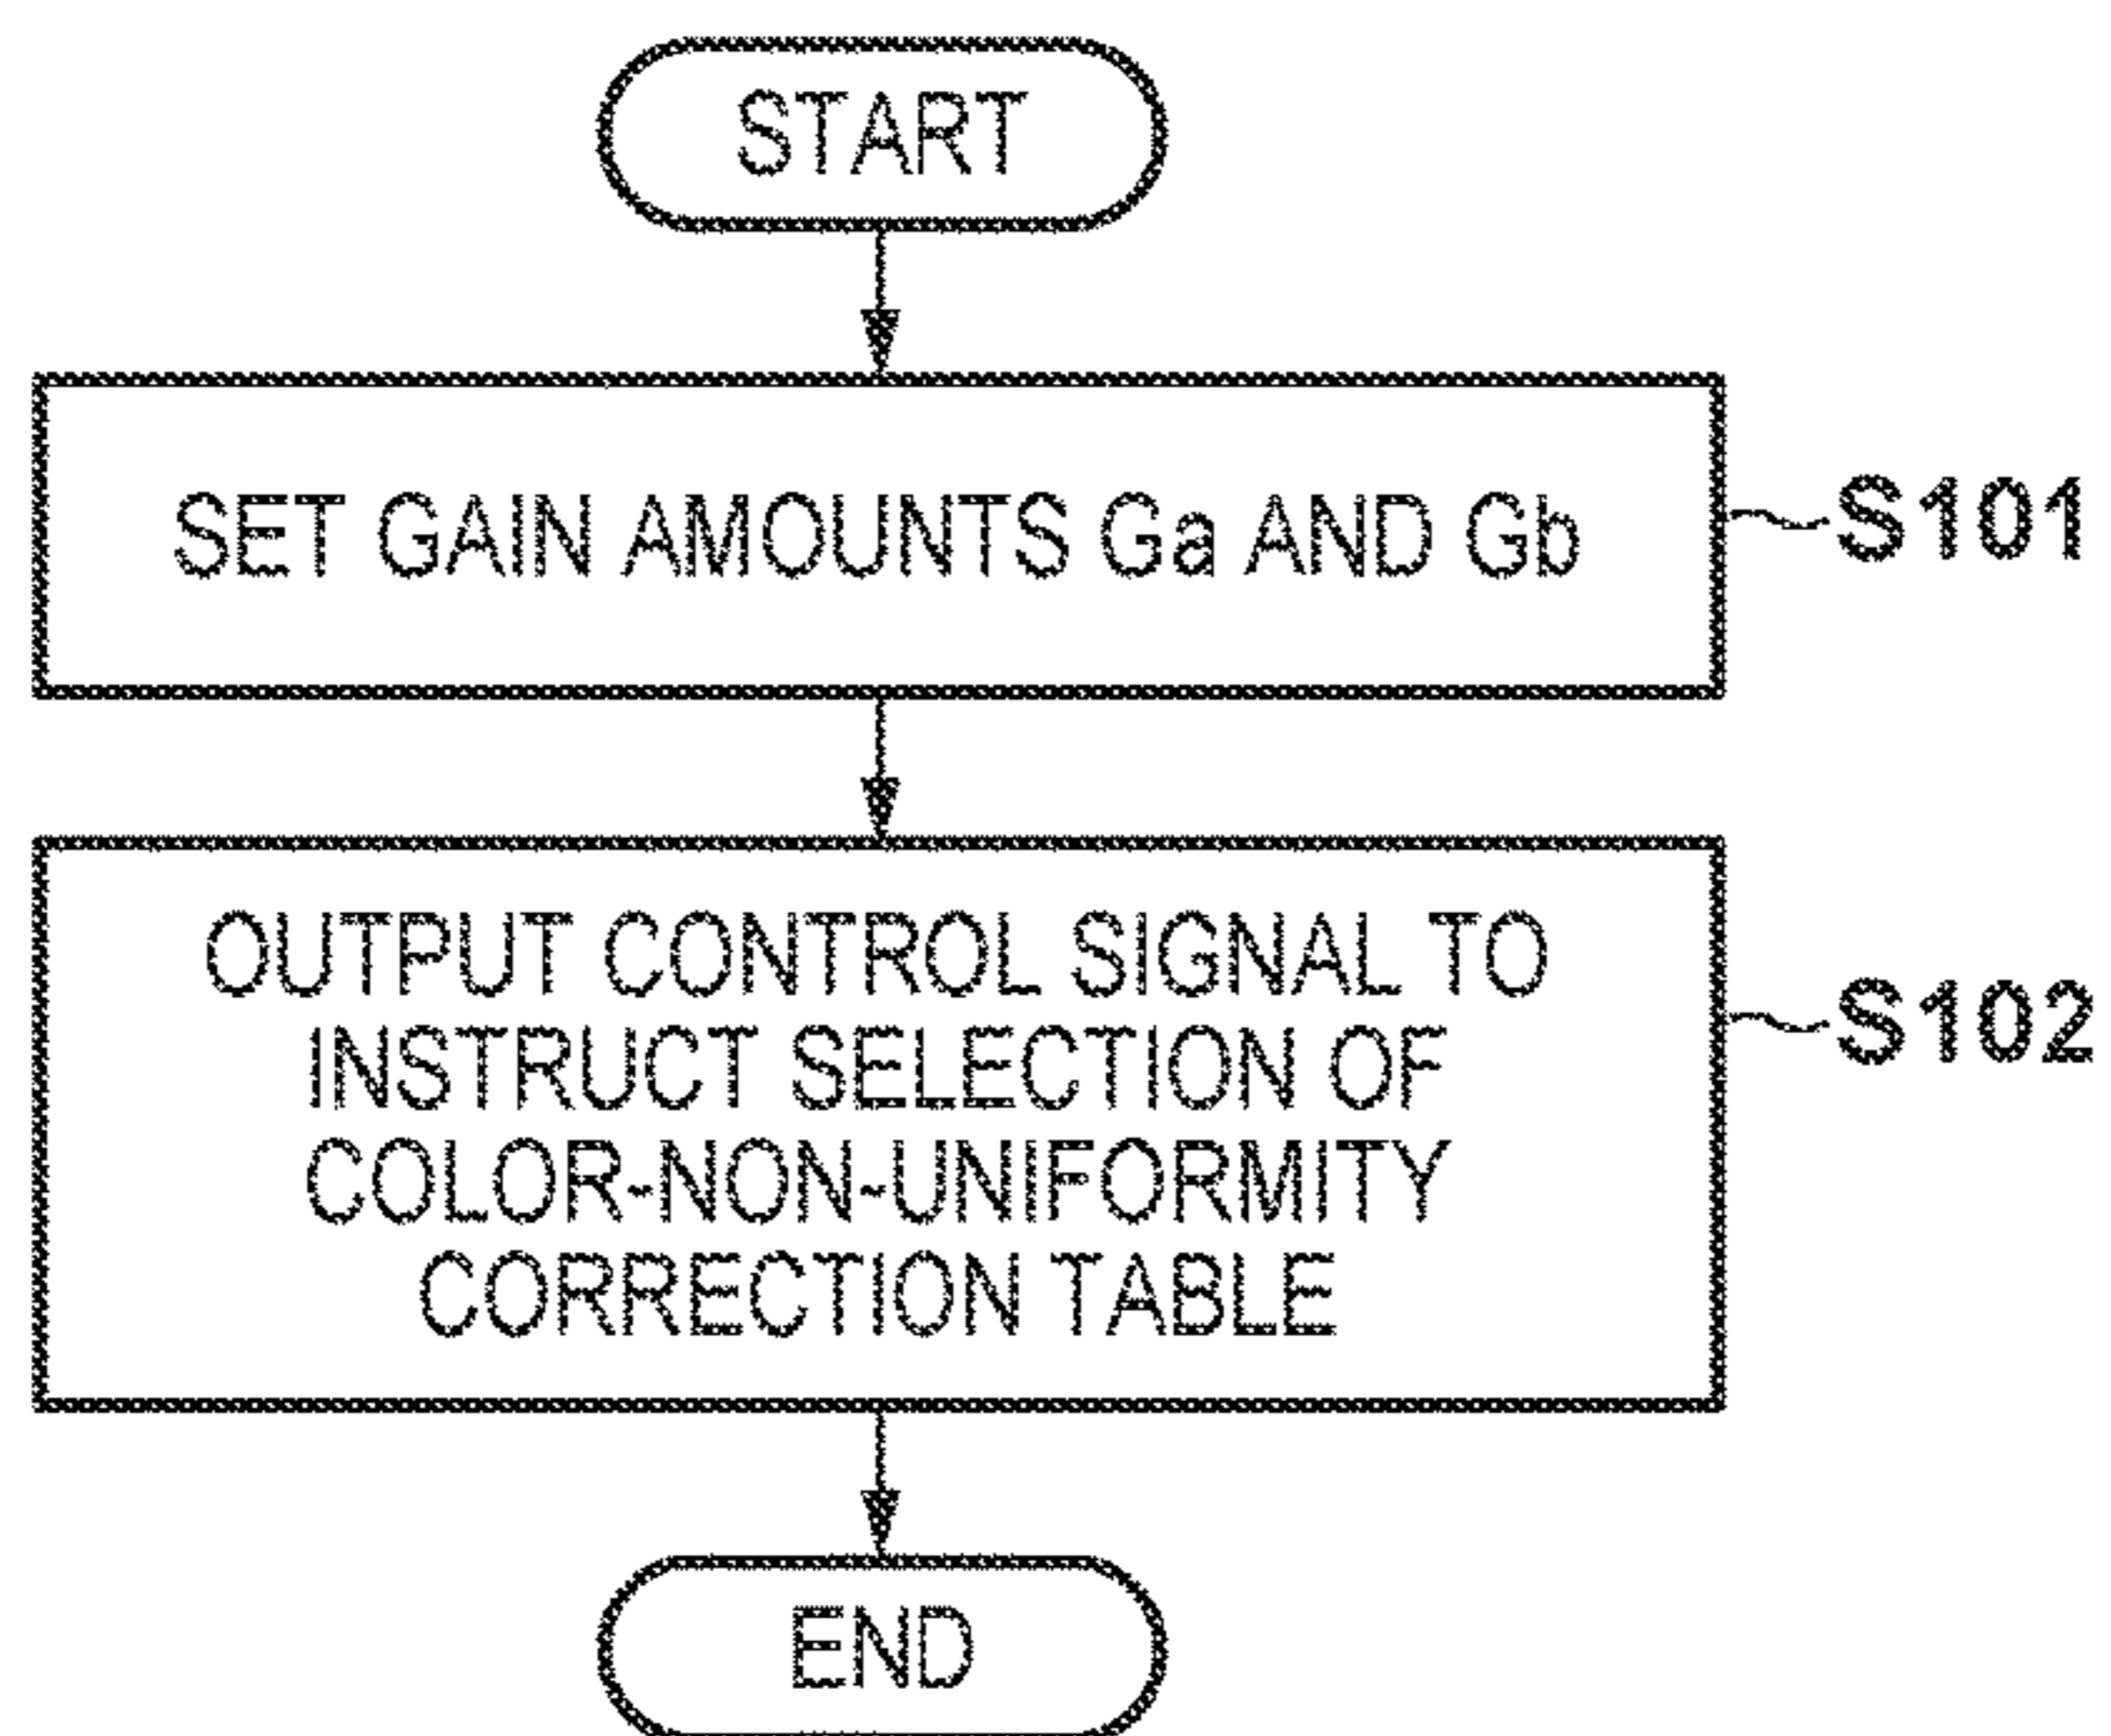 START
SET GAIN AMOUNTS Ga AND Gb
S101
OUTPUT CONTROL SIGNAL TO
INSTRUCT SELECTION OF
COLOR-NON-UNIFORMITY
CORRECTION TABLE
S102
END